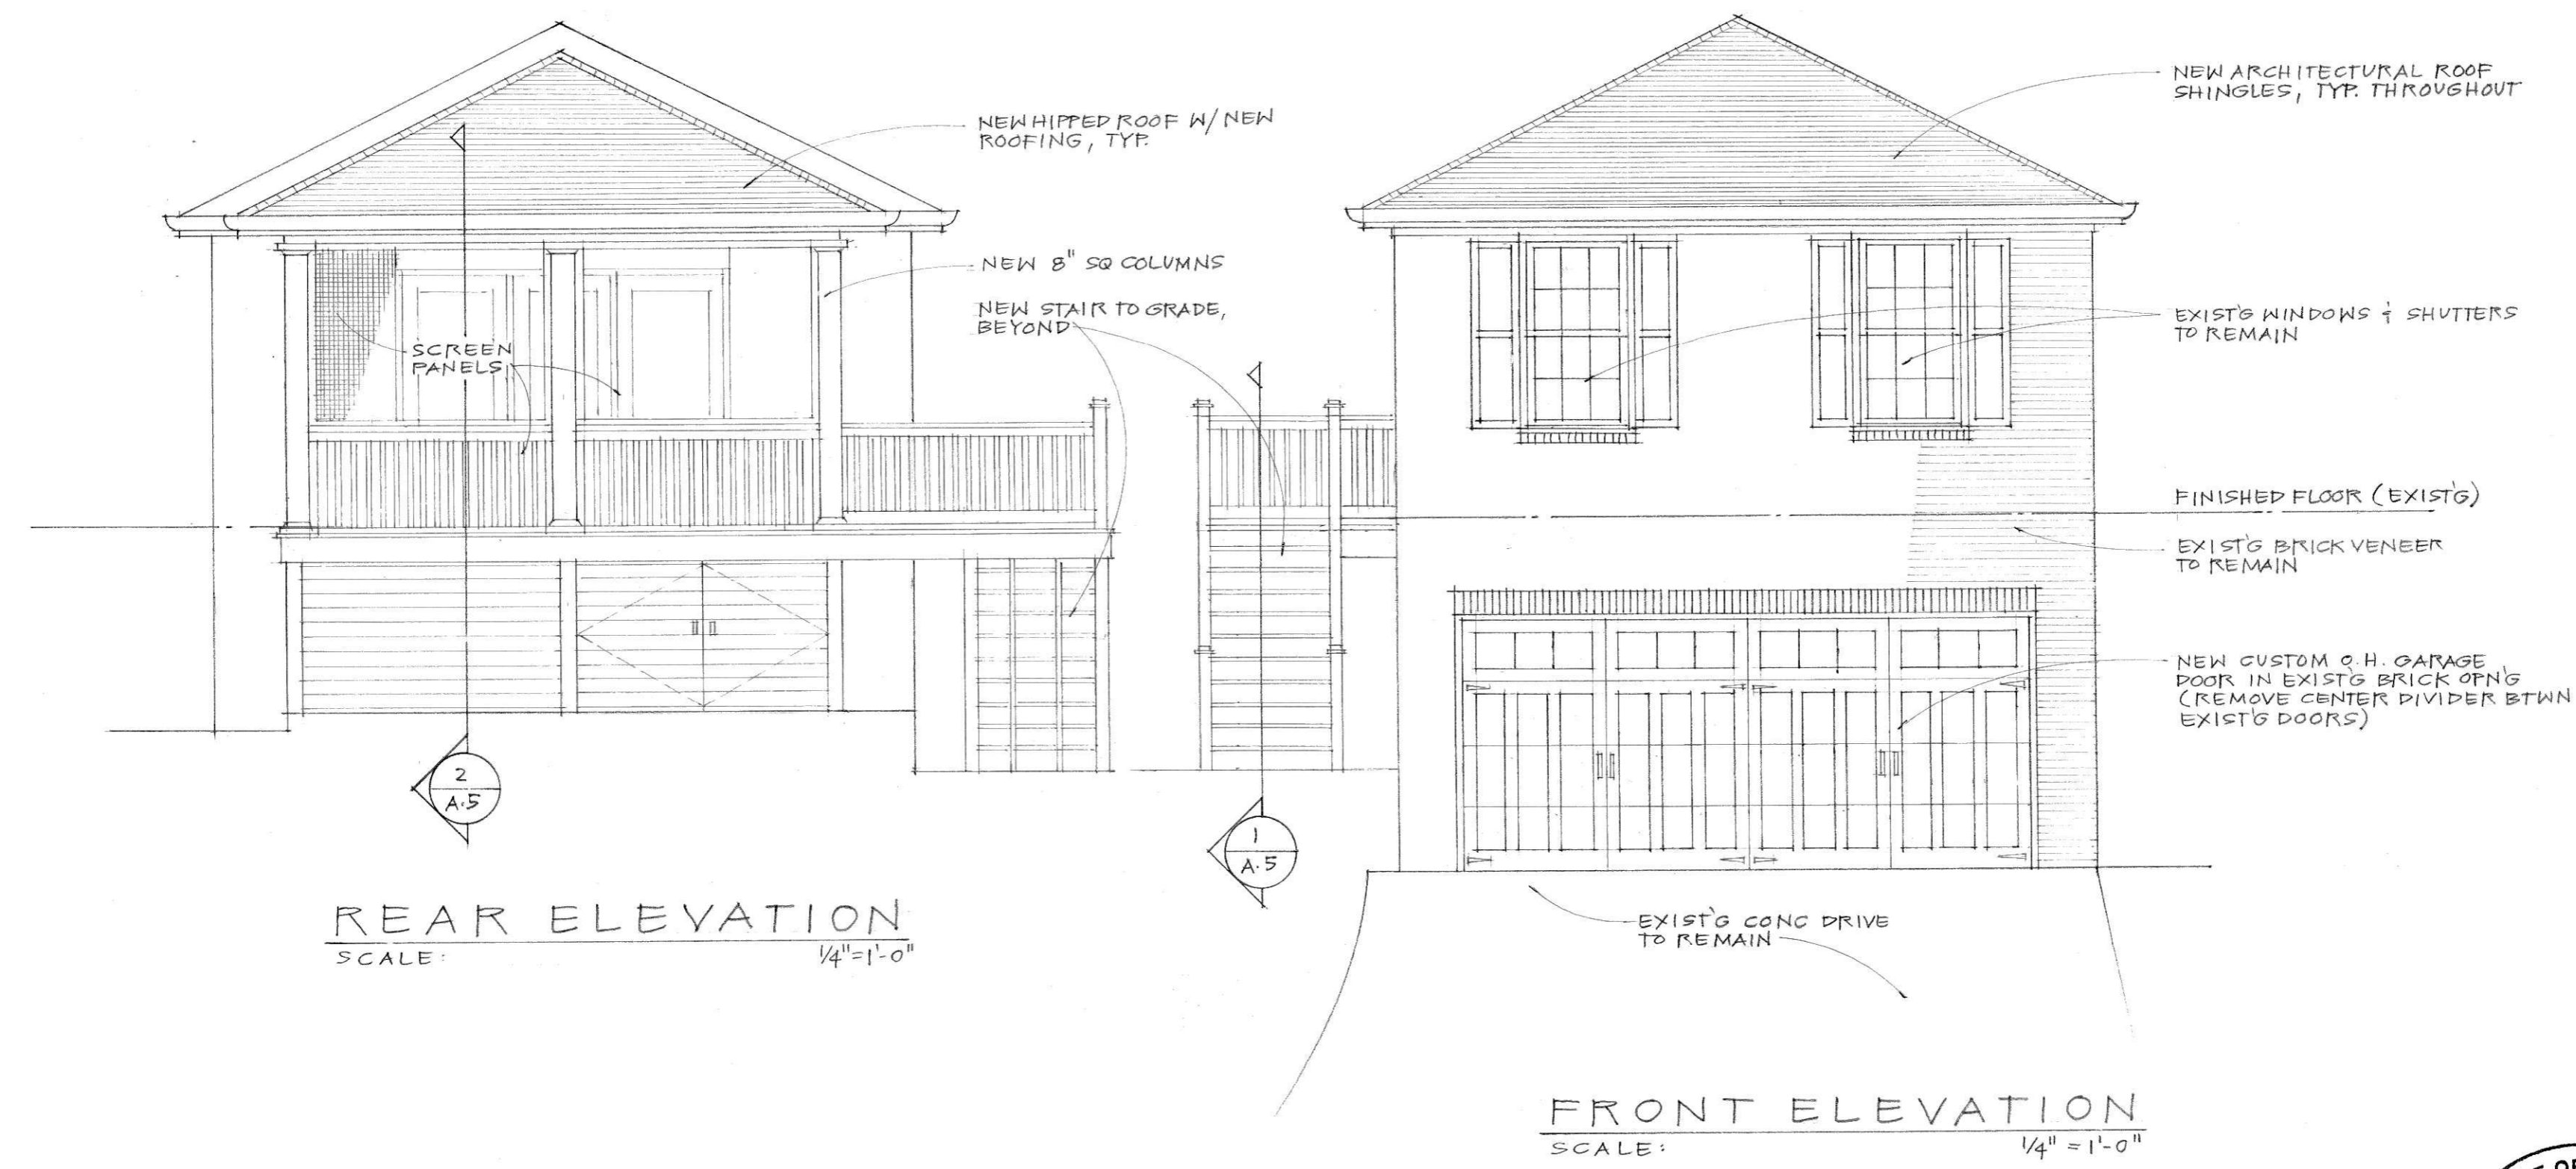 NEW HIPPED ROOF W/ NEW
ROOFING, TYP.
NEW 8" SQ COLUMNS
NEW STAIR TO GRADE,
BEYOND
SCREEN
PANELS
2
A.5
REAR ELEVATION
SCALE: 1/4"=1'-0"
NEW ARCHITECTURAL ROOF
SHINGLES, TYP. THROUGHOUT
EXIST'G WINDOWS & SHUTTERS
TO REMAIN
FINISHED FLOOR (EXIST'G)
EXIST'G BRICK VENEER
TO REMAIN
NEW CUSTOM O.H. GARAGE
DOOR IN EXIST'G BRICK OPN'G
(REMOVE CENTER DIVIDER BTWN
EXIST'G DOORS)
1
A.5
EXIST'G CONC DRIVE
TO REMAIN
FRONT ELEVATION
SCALE: 1/4" = 1'-0"